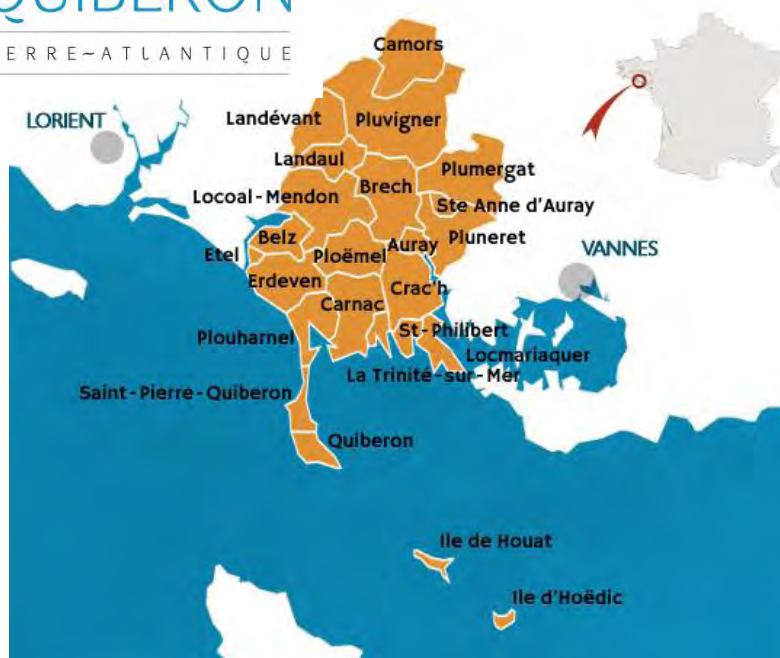 QUIBERON
ERRE~ATLANTIQUE
Camors
LORIENT
Landévant
Pluvigner
Landaul
Plumergat
Brech
Locoal-Mendon
Ste Anne d'Auray
Belz
Auray
Pluneret
Etel
Ploëmel
VANNES
Erdeven
Crac'h
Carnac
St-Philibert
Plouharnel
Locmariaquer
La Trinité-sur-Mer
Saint-Pierre-Quiberon
Quiberon
Ile de Houat
Ile d'Hoëdic